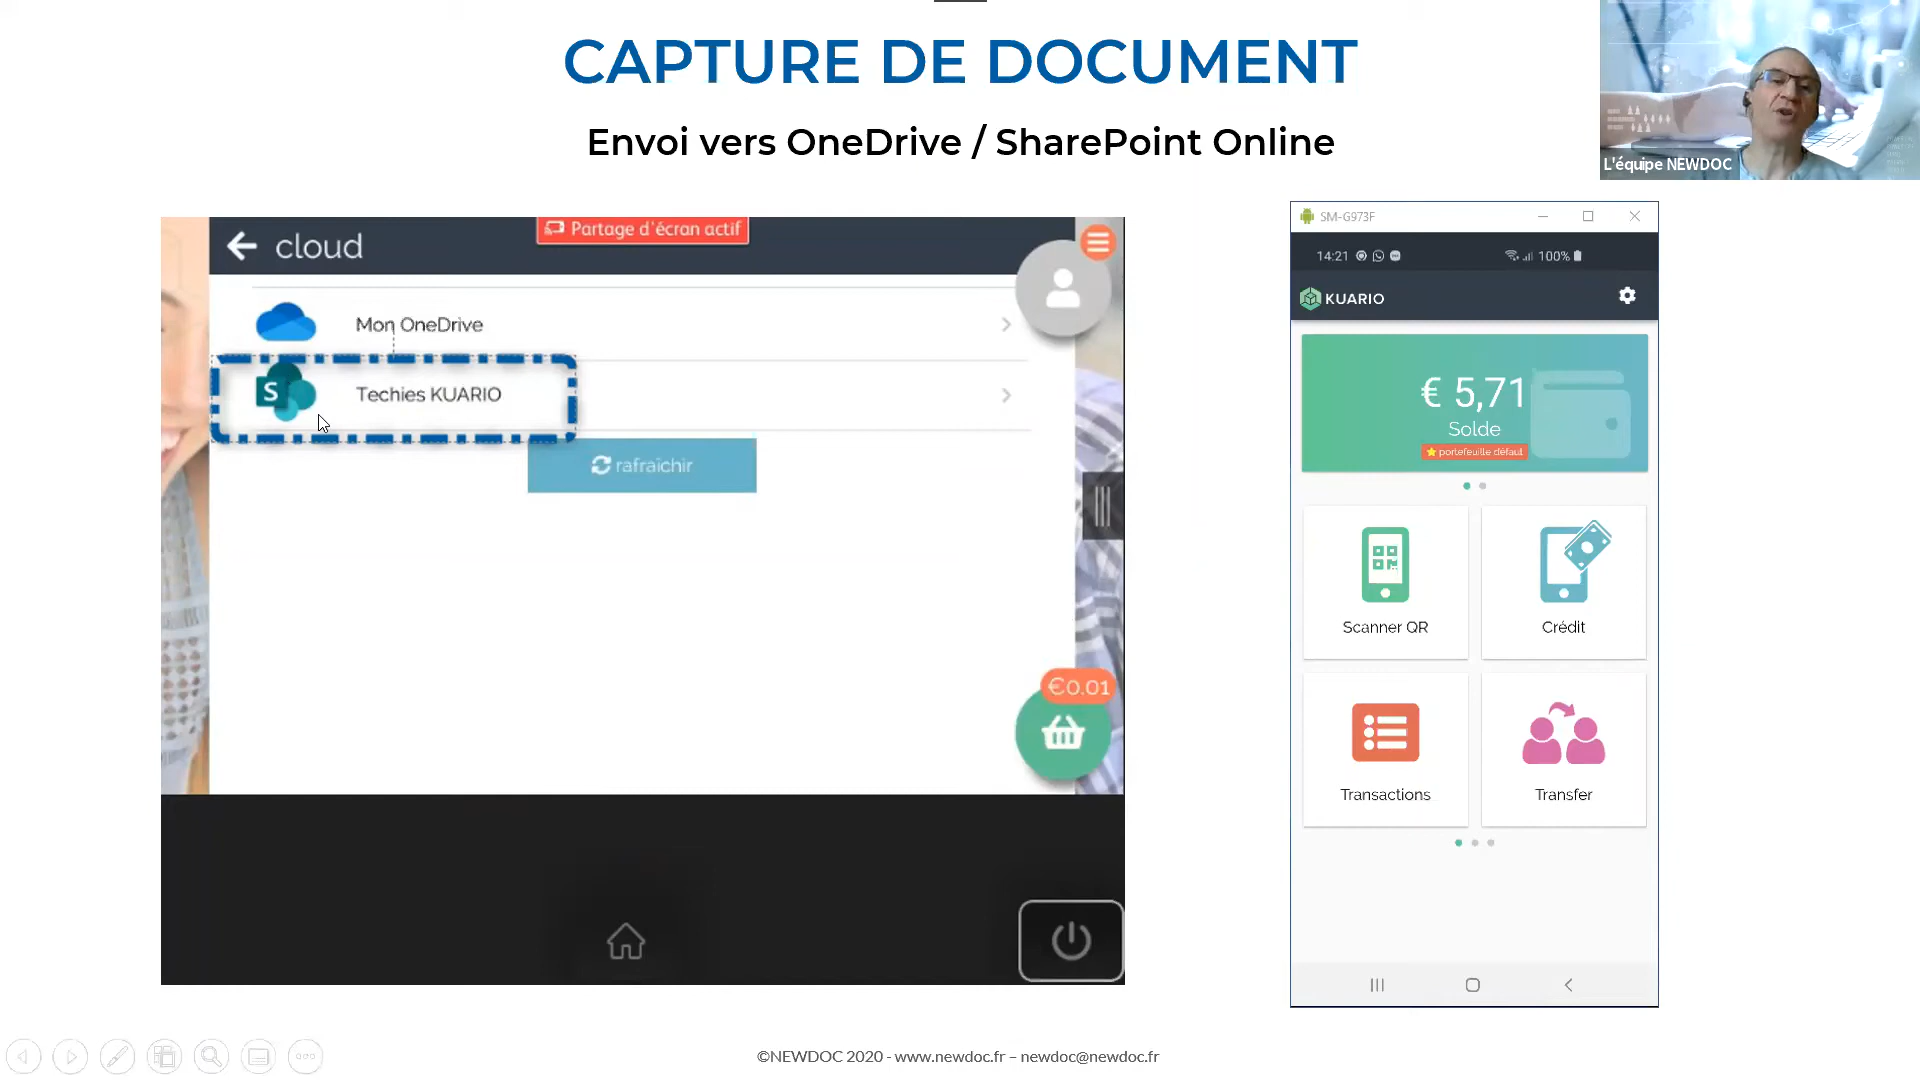 CAPTURE DE DOCUMENT
Envoi vers OneDrive / SharePoint Online
L'équipe NEWDOC
cloud
Partage d'écran actif
Mon OneDrive
S
Techies KUARIO
rafraîchir
€0.01
SM-G973F
14:21
100%
KUARIO
€ 5,71
Solde
portefeuille défaut
Scanner QR
Crédit
Transactions
Transfer
©NEWDOC 2020 - www.newdoc.fr – newdoc@newdoc.fr